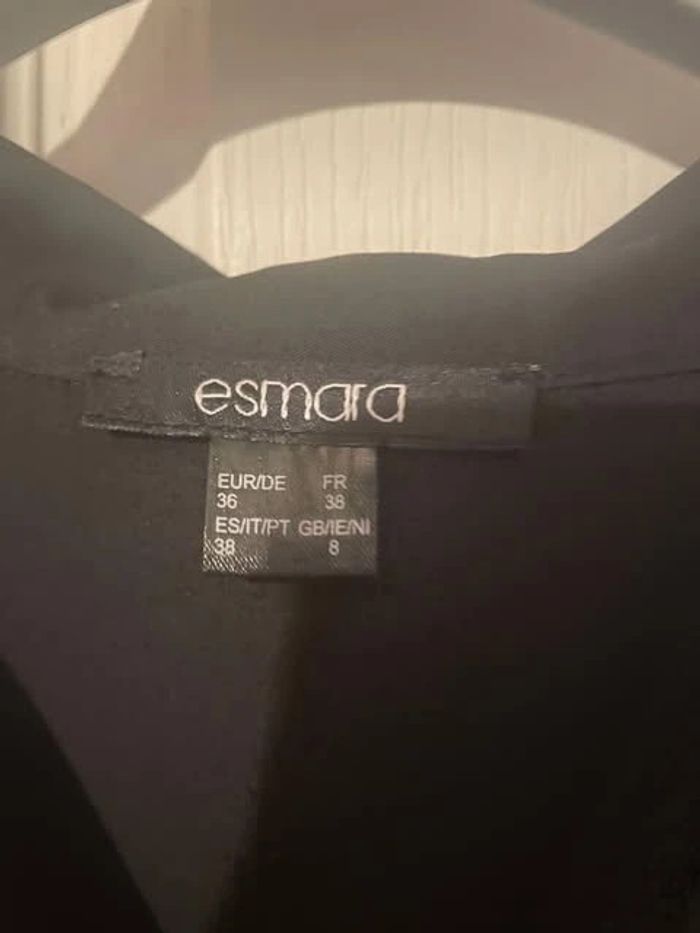 esmara
EUR/DE FR
36 38
ES/IT/PT GB/IE/NI
38 8